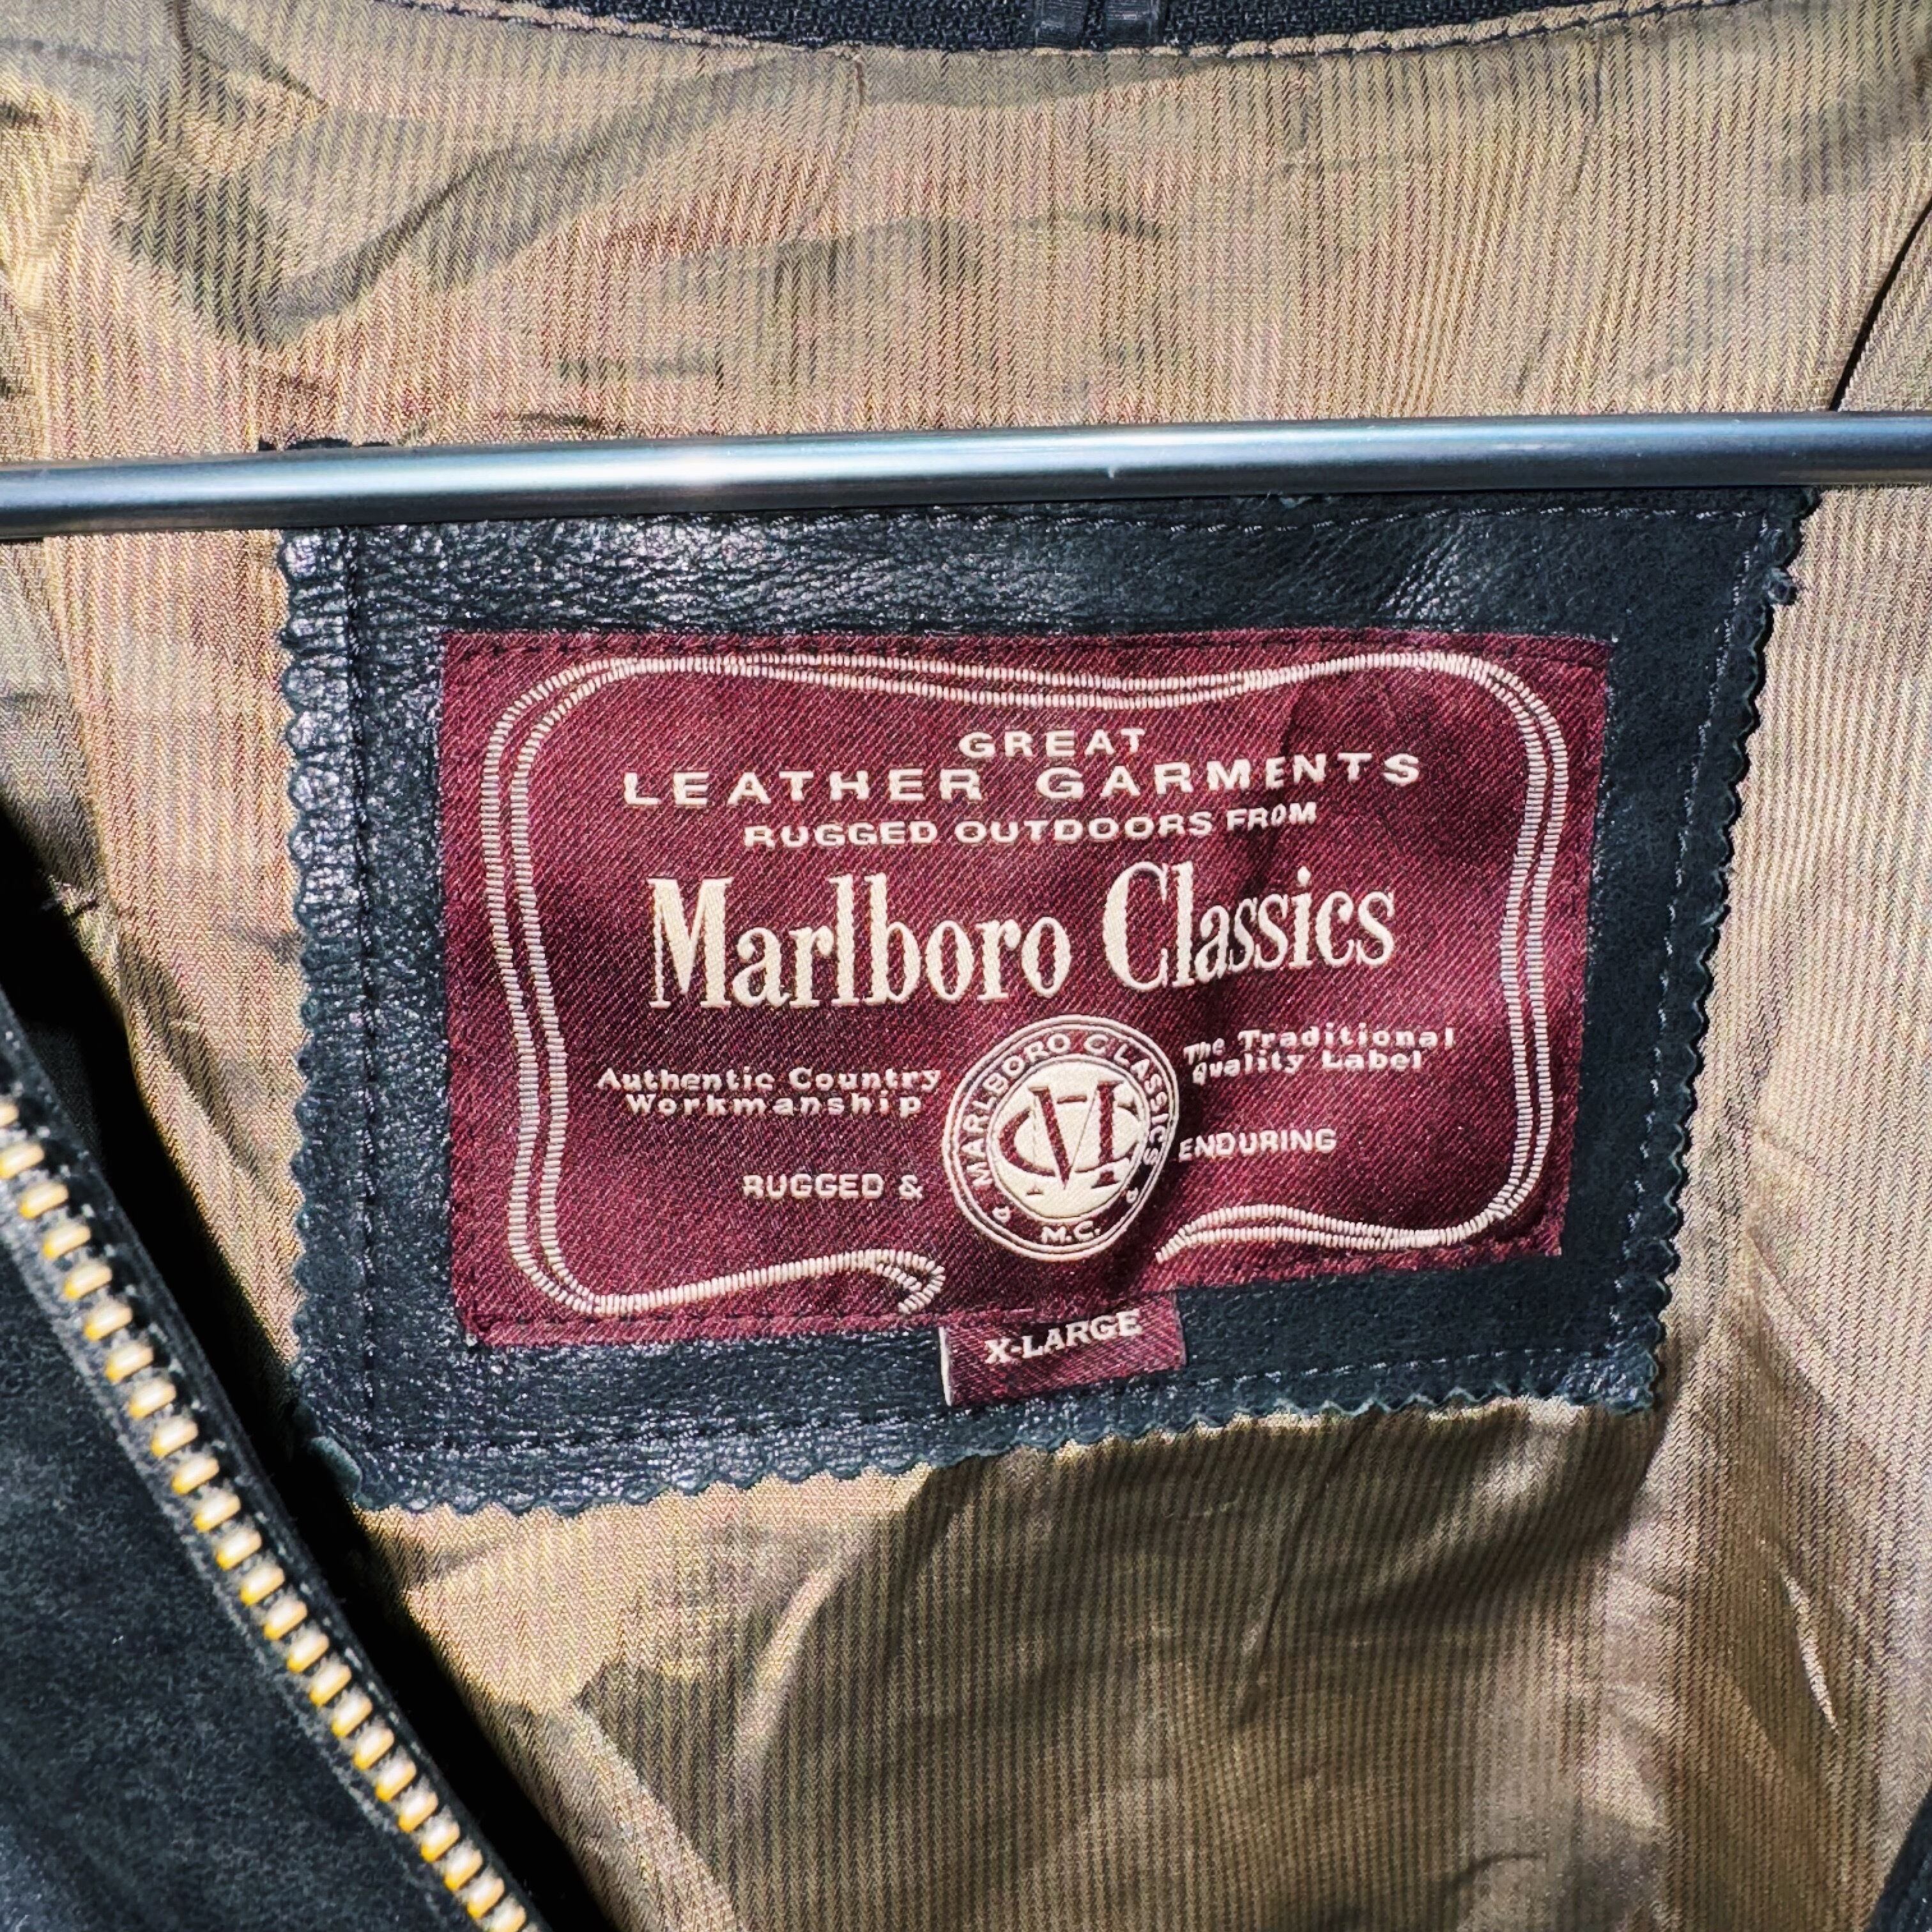 GREAT
LEATHER GARMENTS
RUGGED OUTDOORS FROM
Marlboro Classics
Authentic Country
Workmanship
The Traditional
Quality Label
MARLBORO CLASSICS
M.C.
RUGGED &
ENDURING
X-LARGE